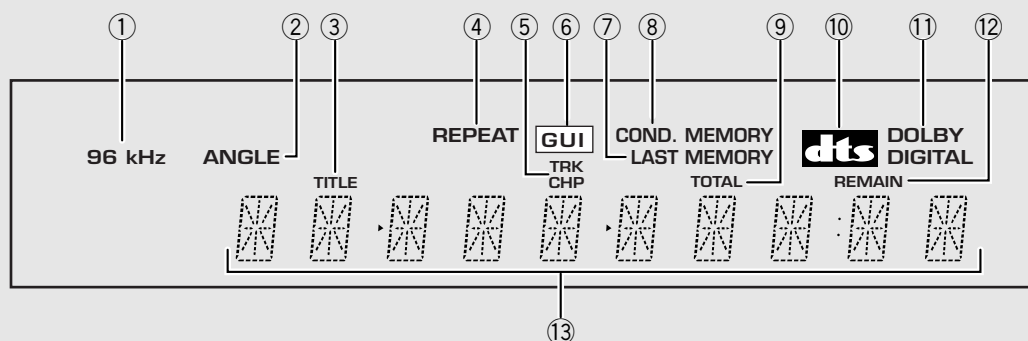 ① ② ③ ④ ⑤ ⑥ ⑦ ⑧ ⑨ ⑩ ⑪ ⑫
96 kHz ANGLE REPEAT GUI COND. MEMORY dts DOLBY
LAST MEMORY DIGITAL
TITLE TRK TOTAL REMAIN
CHP
⑬